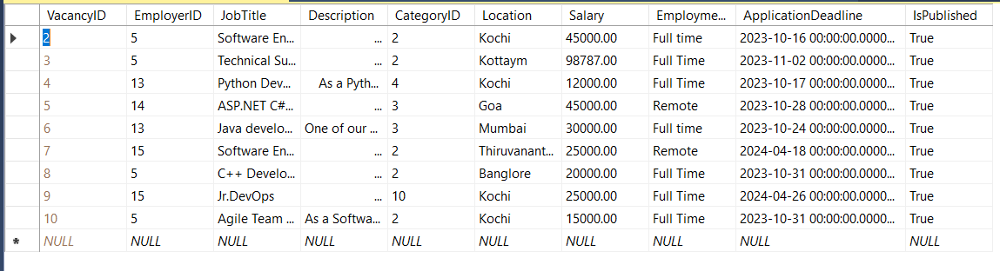 VacancyID EmployerID JobTitle Description CategoryID Location Salary Employme... ApplicationDeadline IsPublished
2 5 Software En... ... 2 Kochi 45000.00 Full time 2023-10-16 00:00:00.0000... True
3 5 Technical Su... ... 2 Kottaym 98787.00 Full Time 2023-11-02 00:00:00.0000... True
4 13 Python Dev... As a Pyth... 4 Kochi 12000.00 Full Time 2023-10-17 00:00:00.0000... True
5 14 ASP.NET C#... ... 3 Goa 45000.00 Remote 2023-10-28 00:00:00.0000... True
6 13 Java develo... One of our ... 3 Mumbai 30000.00 Full time 2023-10-24 00:00:00.0000... True
7 15 Software En... ... 2 Thiruvanant... 25000.00 Remote 2024-04-18 00:00:00.0000... True
8 5 C++ Develo... ... 2 Banglore 20000.00 Full Time 2023-10-31 00:00:00.0000... True
9 15 Jr.DevOps ... 10 Kochi 25000.00 Full Time 2024-04-26 00:00:00.0000... True
10 5 Agile Team ... As a Softwa... 2 Kochi 15000.00 Full Time 2023-10-31 00:00:00.0000... True
NULL NULL NULL NULL NULL NULL NULL NULL NULL NULL